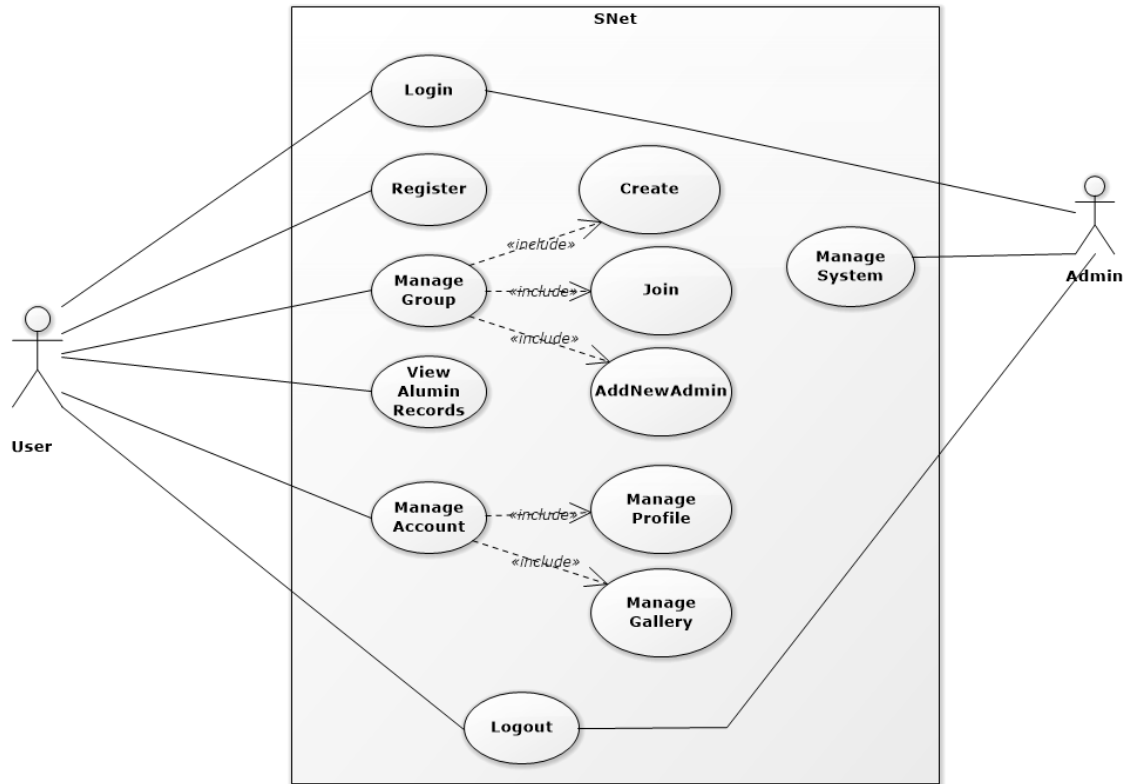 SNet
Login
Register
Create
«include»
Manage
System
Admin
Manage
Group
«include»
Join
«include»
View
Alumin
Records
AddNewAdmin
User
Manage
Account
«include»
Manage
Profile
«include»
Manage
Gallery
Logout